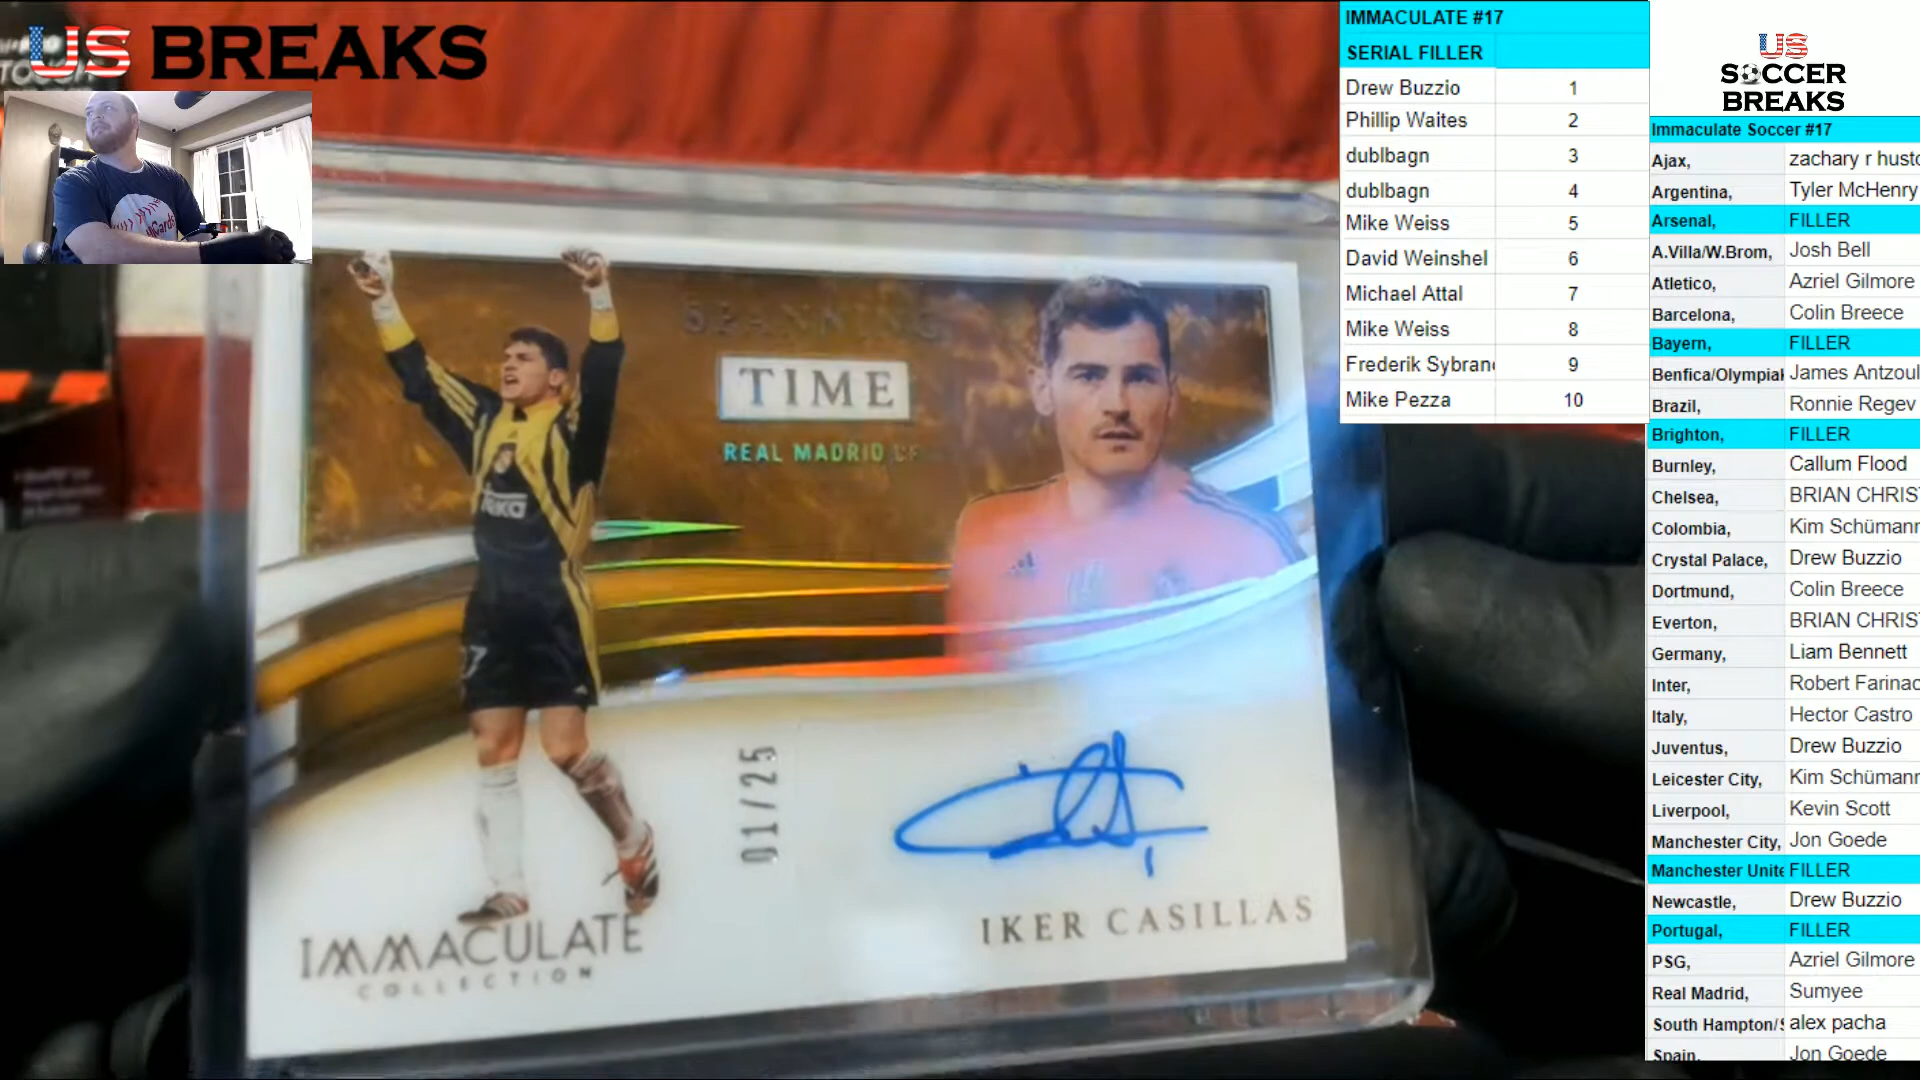 US BREAKS
TOUCH
IMMACULATE #17
SERIAL FILLER
Drew Buzzio 1
Phillip Waites 2
dublbagn 3
dublbagn 4
Mike Weiss 5
David Weinshel 6
Michael Attal 7
Mike Weiss 8
Frederik Sybran 9
Mike Pezza 10
US
SOCCER
BREAKS
Immaculate Soccer #17
Ajax, zachary r husto
Argentina, Tyler McHenry
Arsenal, FILLER
A.Villa/W.Brom, Josh Bell
Atletico, Azriel Gilmore
Barcelona, Colin Breece
Bayern, FILLER
Benfica/Olympiak James Antzoul
Brazil, Ronnie Regev
Brighton, FILLER
Burnley, Callum Flood
Chelsea, BRIAN CHRIST
Colombia, Kim Schümann
Crystal Palace, Drew Buzzio
Dortmund, Colin Breece
Everton, BRIAN CHRIST
Germany, Liam Bennett
Inter, Robert Farinac
Italy, Hector Castro
Juventus, Drew Buzzio
Leicester City, Kim Schümann
Liverpool, Kevin Scott
Manchester City, Jon Goede
Manchester Unite FILLER
Newcastle, Drew Buzzio
Portugal, FILLER
PSG, Azriel Gilmore
Real Madrid, Sumyee
South Hampton/S alex pacha
Spain, Jon Goede
SPANNING
TIME
REAL MADRID CF
01/25
IMMACULATE
COLLECTION
IKER CASILLAS